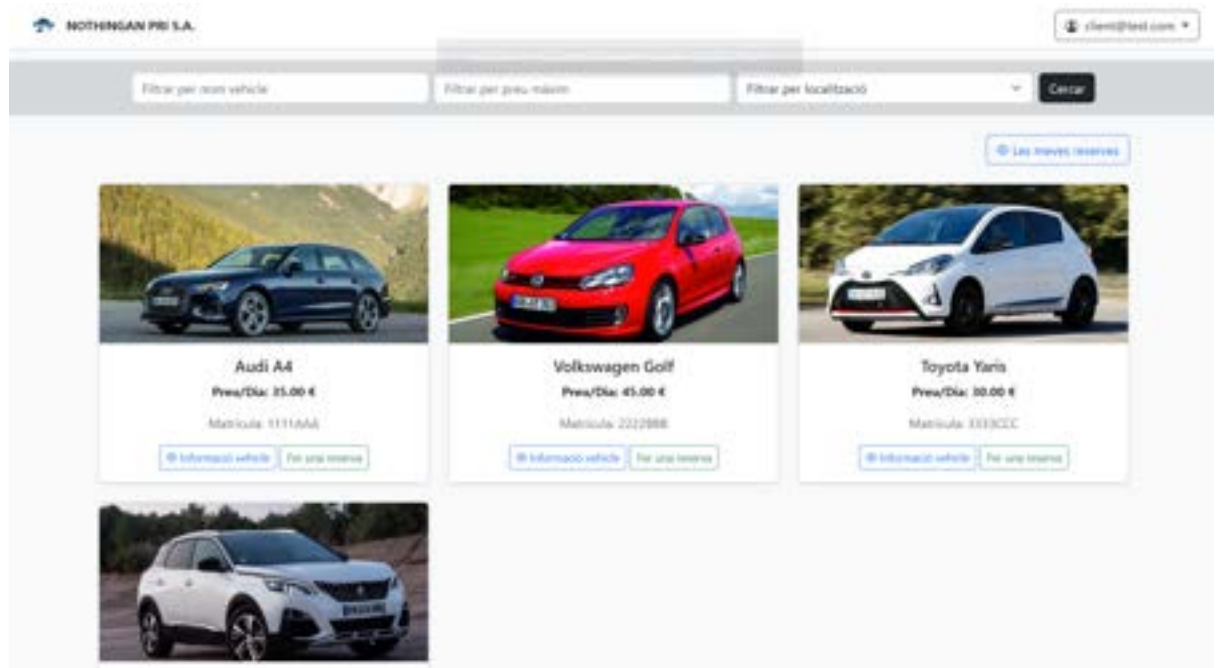 NOTHINGAN PRI S.A.
client@test.com
Filtrar per nom vehicle
Filtrar per preu màxim
Filtrar per localització
Cercar
Les meves reserves
Audi A4
Preu/Dia: 35.00 €
Matrícula: 1111AAA
Informació vehicle
Fer una reserva
Volkswagen Golf
Preu/Dia: 45.00 €
Matrícula: 2222BBB
Informació vehicle
Fer una reserva
Toyota Yaris
Preu/Dia: 30.00 €
Matrícula: 3333CCC
Informació vehicle
Fer una reserva